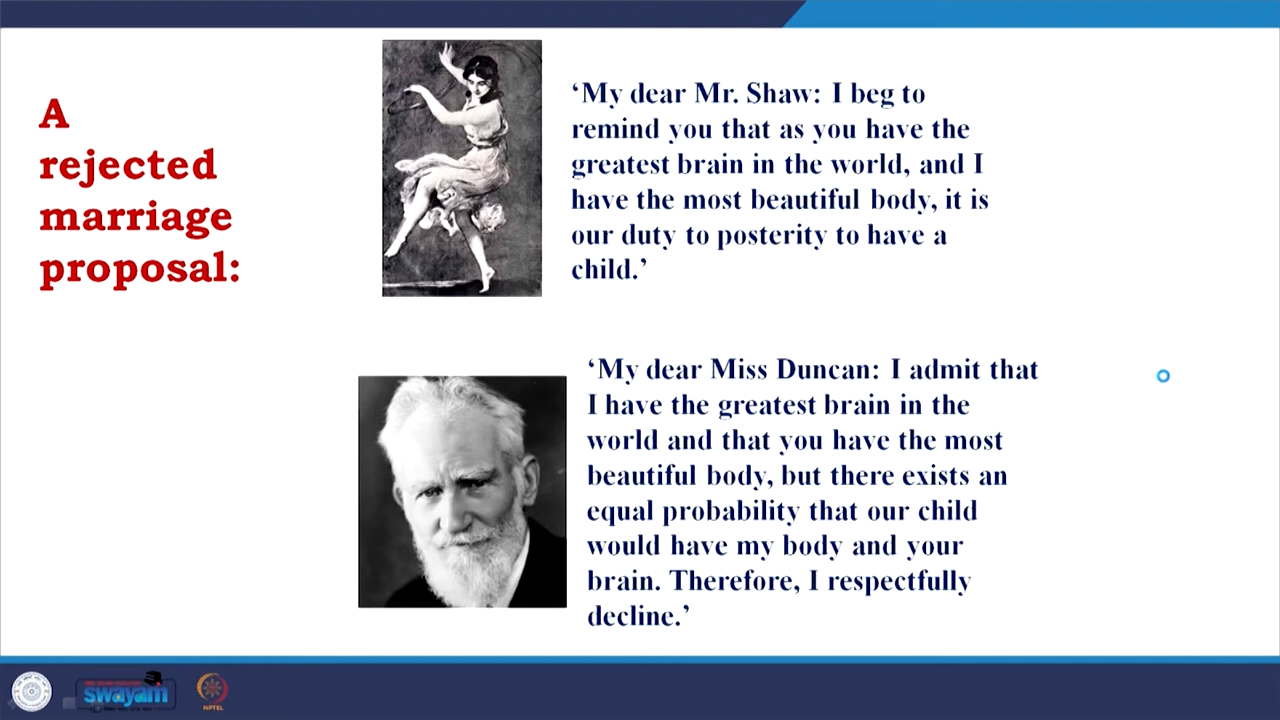 A
rejected
marriage
proposal:
‘My dear Mr. Shaw: I beg to
remind you that as you have the
greatest brain in the world, and I
have the most beautiful body, it is
our duty to posterity to have a
child.’
‘My dear Miss Duncan: I admit that
I have the greatest brain in the
world and that you have the most
beautiful body, but there exists an
equal probability that our child
would have my body and your
brain. Therefore, I respectfully
decline.’
swayam
NPTEL